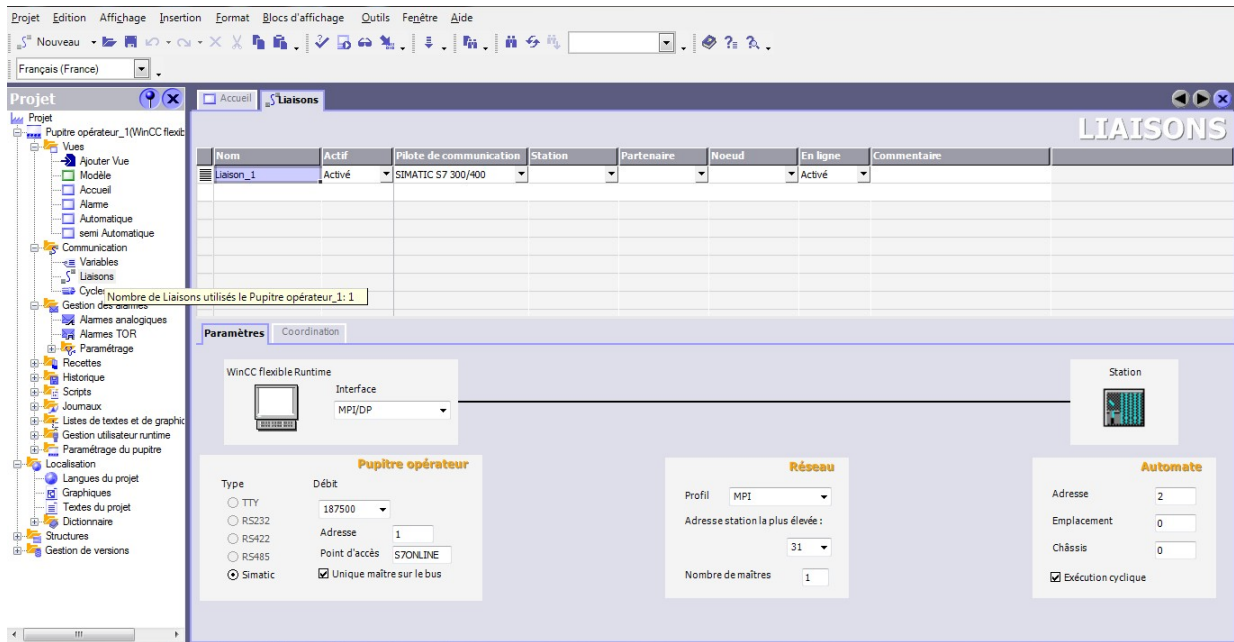 Projet Edition Affichage Insertion Format Blocs d'affichage Outils Fenêtre Aide
Nouveau
Français (France)
Projet
Projet
Pupitre opérateur_1(WinCC flexib
Vues
Ajouter Vue
Modèle
Accueil
Alarme
Automatique
semi Automatique
Communication
Variables
Liaisons
Cycle
Nombre de Liaisons utilisés le Pupitre opérateur_1: 1
Gestion des alarmes
Alarmes analogiques
Alarmes TOR
Paramétrage
Recettes
Historique
Scripts
Journaux
Listes de textes et de graphic
Gestion utilisateur runtime
Paramétrage du pupitre
Localisation
Langues du projet
Graphiques
Textes du projet
Dictionnaire
Structures
Gestion de versions
Accueil Liaisons
LIAISONS
Nom Actif Pilote de communication Station Partenaire Noeud En ligne Commentaire
Liaison_1 Activé SIMATIC S7 300/400 Activé
Paramètres Coordination
WinCC flexible Runtime
Interface
MPI/DP
Station
Pupitre opérateur
Type Débit
TTY
187500
RS232
RS422
Adresse 1
RS485
Point d'accès S7ONLINE
Simatic
Unique maître sur le bus
Réseau
Profil MPI
Adresse station la plus élevée :
31
Nombre de maîtres 1
Automate
Adresse 2
Emplacement 0
Châssis 0
Exécution cyclique